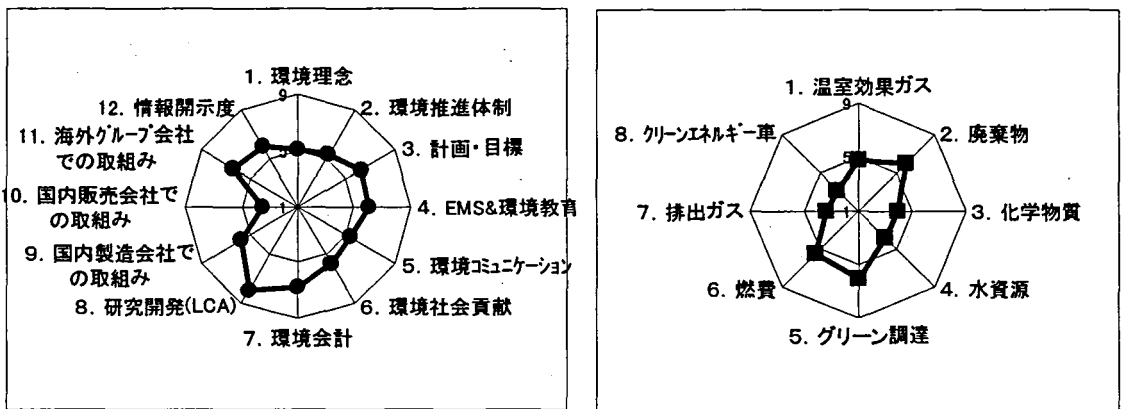 1. 環境理念
9
12. 情報開示度
2. 環境推進体制
11. 海外グループ会社
での取組み
3. 計画・目標
5
10. 国内販売会社で
の取組み
1
4. EMS&環境教育
9. 国内製造会社で
の取組み
5. 環境コミュニケーション
8. 研究開発(LCA)
6. 環境社会貢献
7. 環境会計
1. 温室効果ガス
9
8. クリーンエネルギー車
2. 廃棄物
5
7. 排出ガス
1
3. 化学物質
6. 燃費
4. 水資源
5. グリーン調達